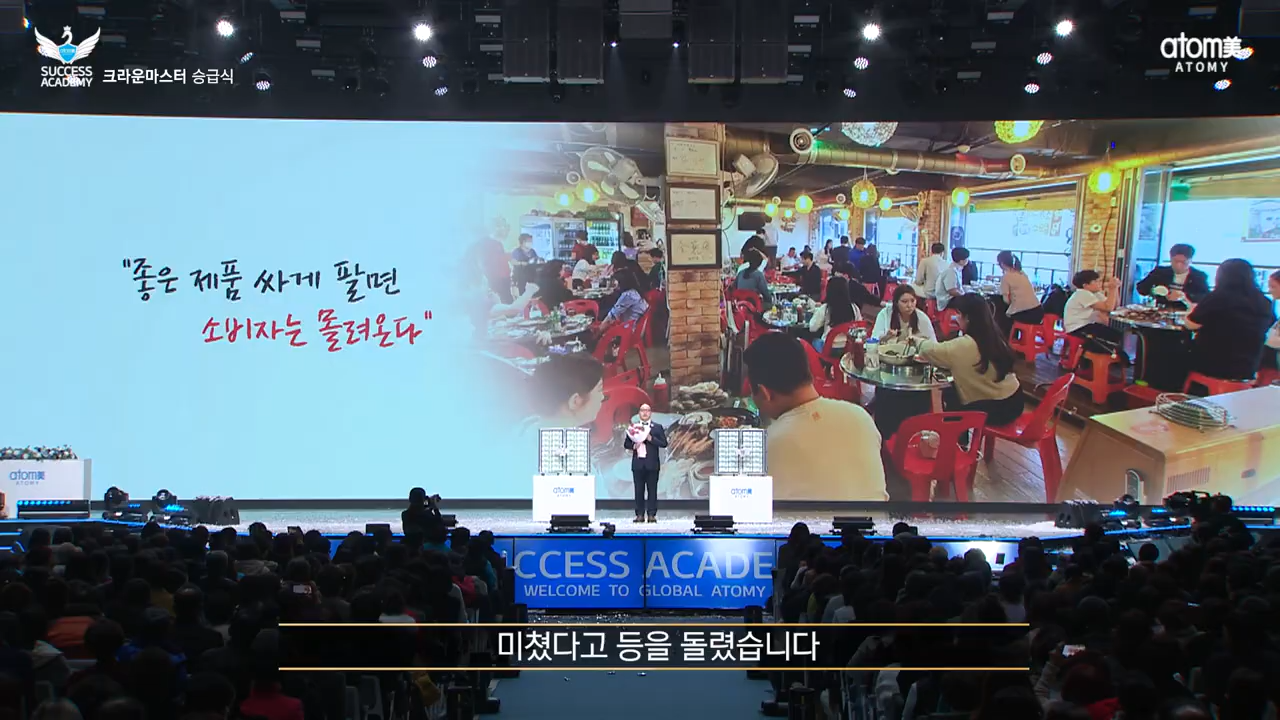 SUCCESS
ACADEMY
크라운마스터 승급식
atom美
ATOMY
"좋은 제품 싸게 팔면
소비자는 몰려온다"
atom美
ATOMY
atom美
atom美
CCESS ACADE
WELCOME TO GLOBAL ATOMY
미쳤다고 등을 돌렸습니다